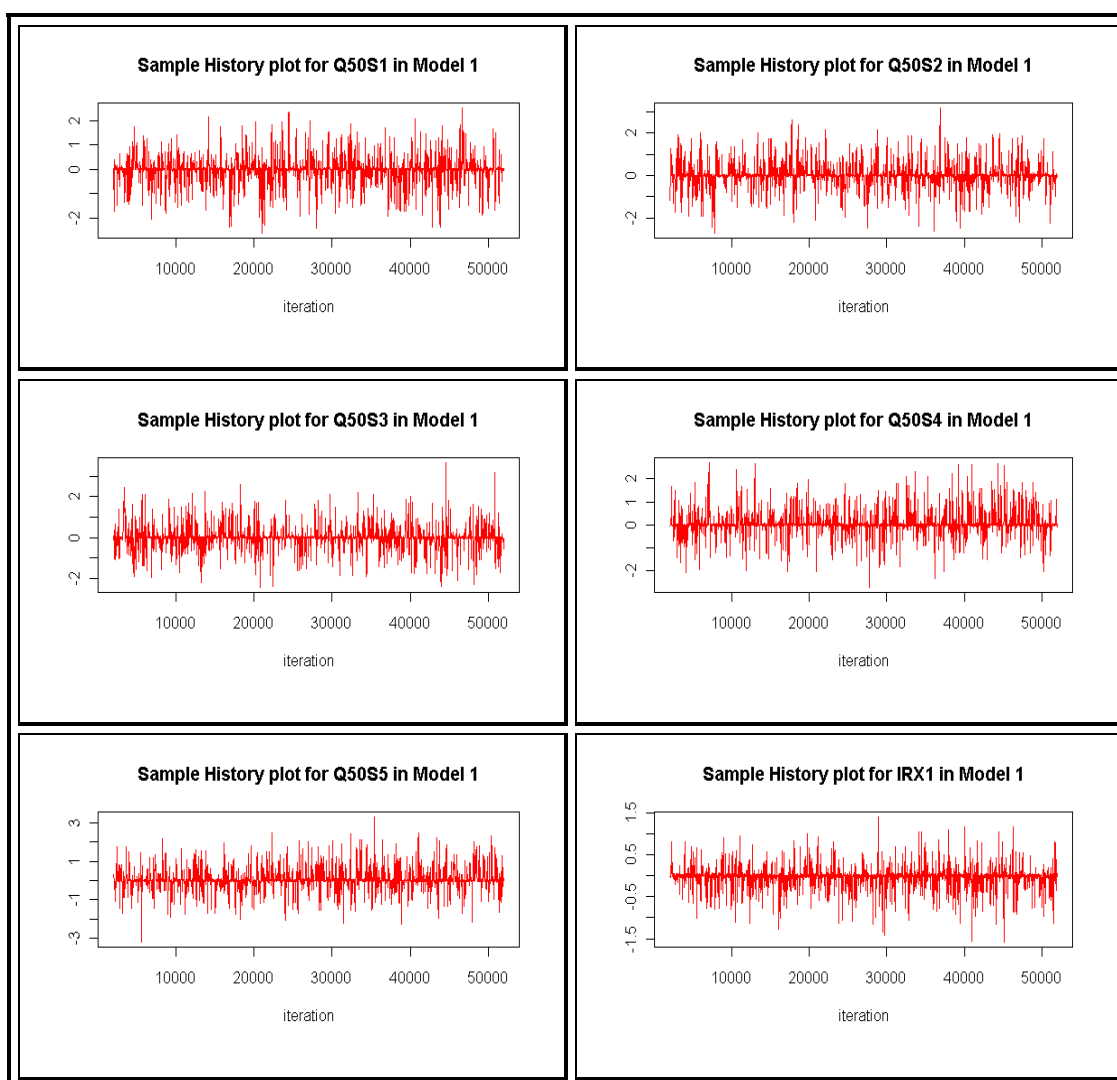 Sample History plot for Q50S1 in Model 1
2
1
0
-2
10000 20000 30000 40000 50000
iteration
Sample History plot for Q50S2 in Model 1
2
0
-2
10000 20000 30000 40000 50000
iteration
Sample History plot for Q50S3 in Model 1
2
0
-2
10000 20000 30000 40000 50000
iteration
Sample History plot for Q50S4 in Model 1
2
1
0
-2
10000 20000 30000 40000 50000
iteration
Sample History plot for Q50S5 in Model 1
3
1
-1
-3
10000 20000 30000 40000 50000
iteration
Sample History plot for IRX1 in Model 1
1.5
0.5
-0.5
-1.5
10000 20000 30000 40000 50000
iteration